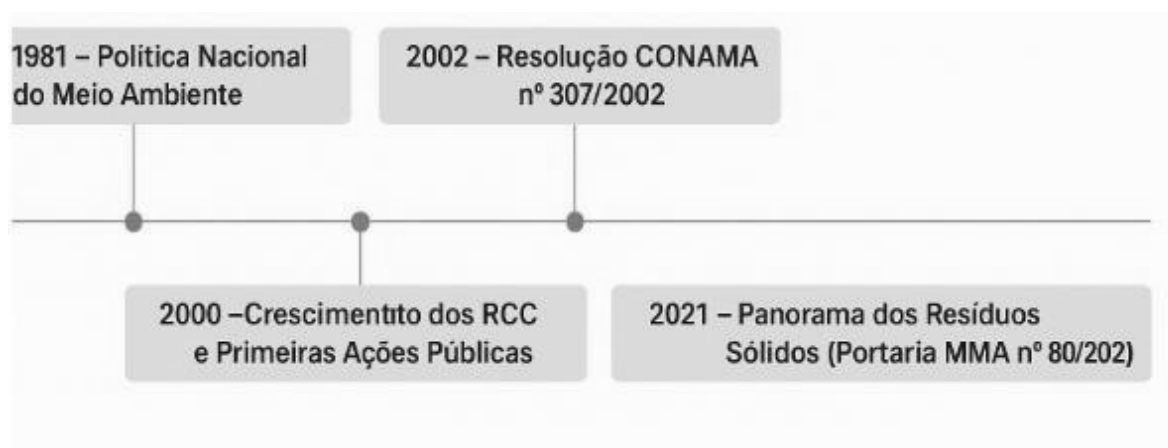 1981 – Política Nacional
do Meio Ambiente
2002 – Resolução CONAMA
nº 307/2002
2000 –Crescimentito dos RCC
e Primeiras Ações Públicas
2021 – Panorama dos Resíduos
Sólidos (Portaria MMA nº 80/202)